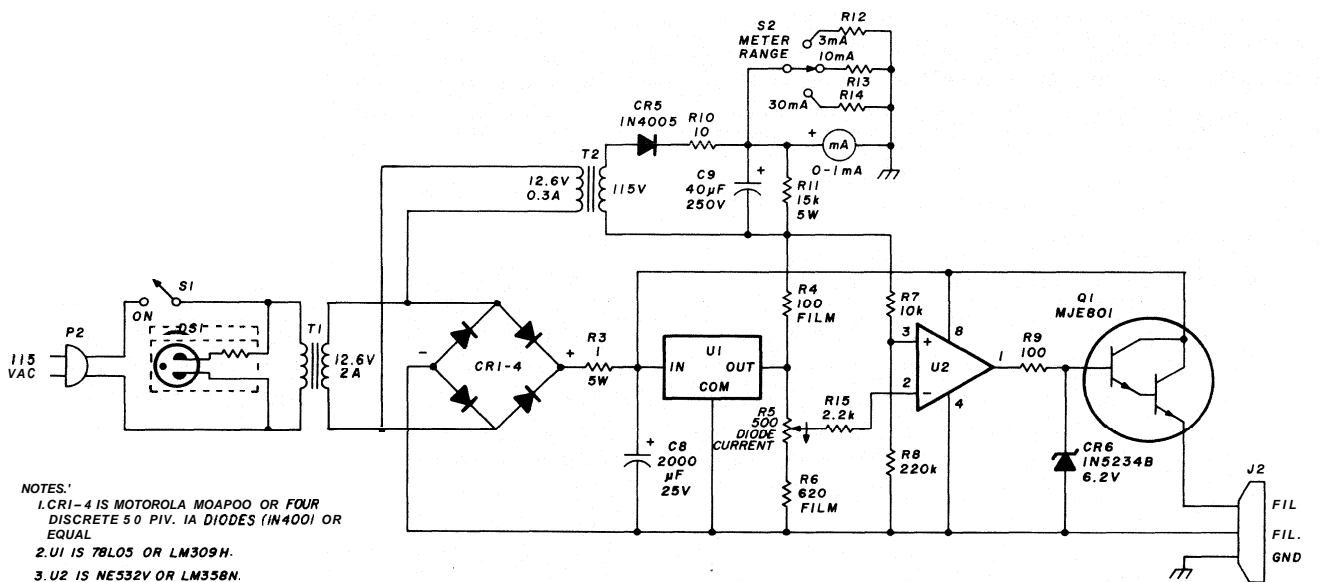 S2
METER
RANGE
R12
3mA
10mA
R13
R14
30mA
CR5
1N4005
R10
10
+
mA
0-1mA
T2
12.6V
0.3A
115V
C9
40µF
250V
+
R11
15k
5W
S1
ON
DS1
P2
115
VAC
T1
12.6V
2A
-
CR1-4
+
R3
1
5W
U1
IN
OUT
COM
R4
100
FILM
R7
10k
3
+
8
U2
2
-
1
4
R9
100
Q1
MJE801
R5
500
DIODE
CURRENT
R15
2.2k
+
C8
2000
µF
25V
R6
620
FILM
R8
220k
CR6
1N5234B
6.2V
J2
FIL
FIL.
GND
NOTES.'
1.CR1-4 IS MOTOROLA MOAPOO OR FOUR
DISCRETE 50 PIV. IA DIODES (IN400I OR
EQUAL
2.U1 IS 78L05 OR LM309H.
3.U2 IS NE532V OR LM358N.